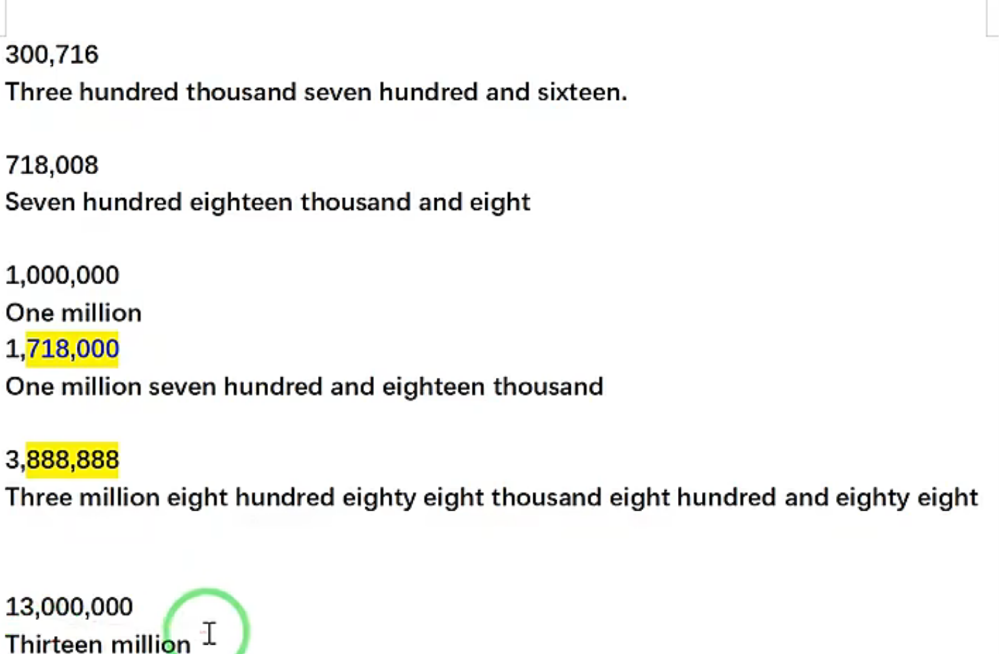 300,716
Three hundred thousand seven hundred and sixteen.
718,008
Seven hundred eighteen thousand and eight
1,000,000
One million
1,718,000
One million seven hundred and eighteen thousand
3,888,888
Three million eight hundred eighty eight thousand eight hundred and eighty eight
13,000,000
Thirteen million